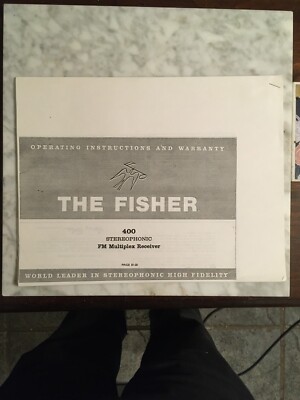 OPERATING INSTRUCTIONS AND WARRANTY
THE FISHER
400
STEREOPHONIC
FM Multiplex Receiver
WORLD LEADER IN STEREOPHONIC HIGH FIDELITY